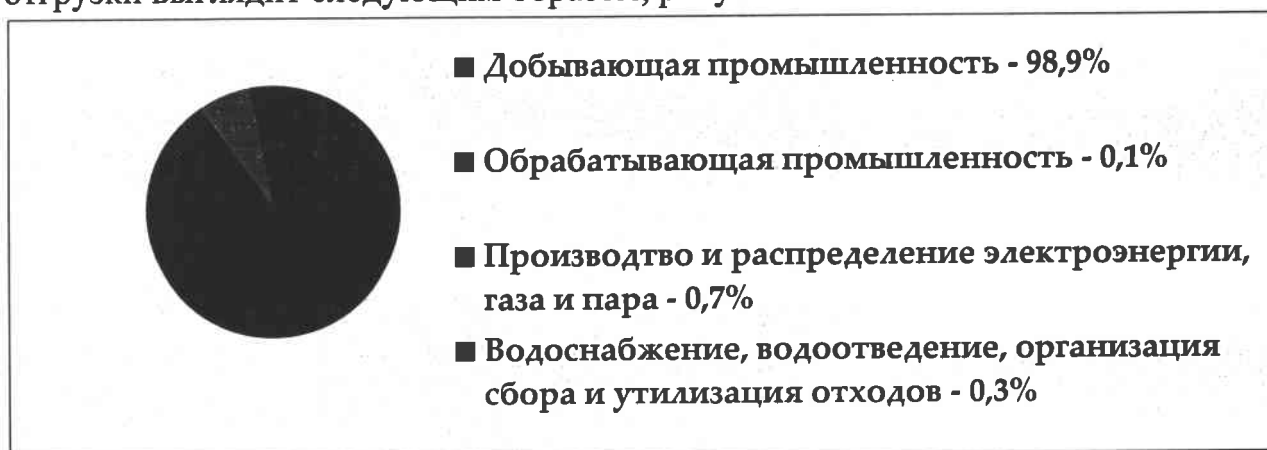 ■ Добывающая промышленность - 98,9%
■ Обрабатывающая промышленность - 0,1%
■ Производтво и распределение электроэнергии,
газа и пара - 0,7%
■ Водоснабжение, водоотведение, организация
сбора и утилизация отходов - 0,3%